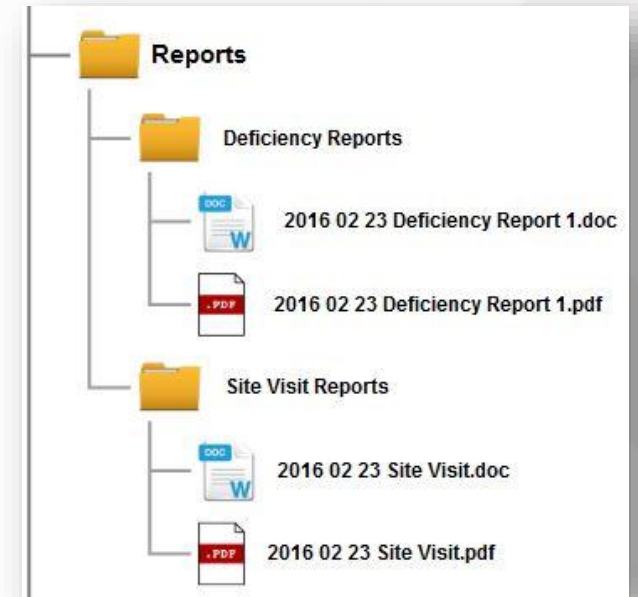 Reports
Deficiency Reports
DOC
W
2016 02 23 Deficiency Report 1.doc
.PDF
2016 02 23 Deficiency Report 1.pdf
Site Visit Reports
DOC
W
2016 02 23 Site Visit.doc
.PDF
2016 02 23 Site Visit.pdf